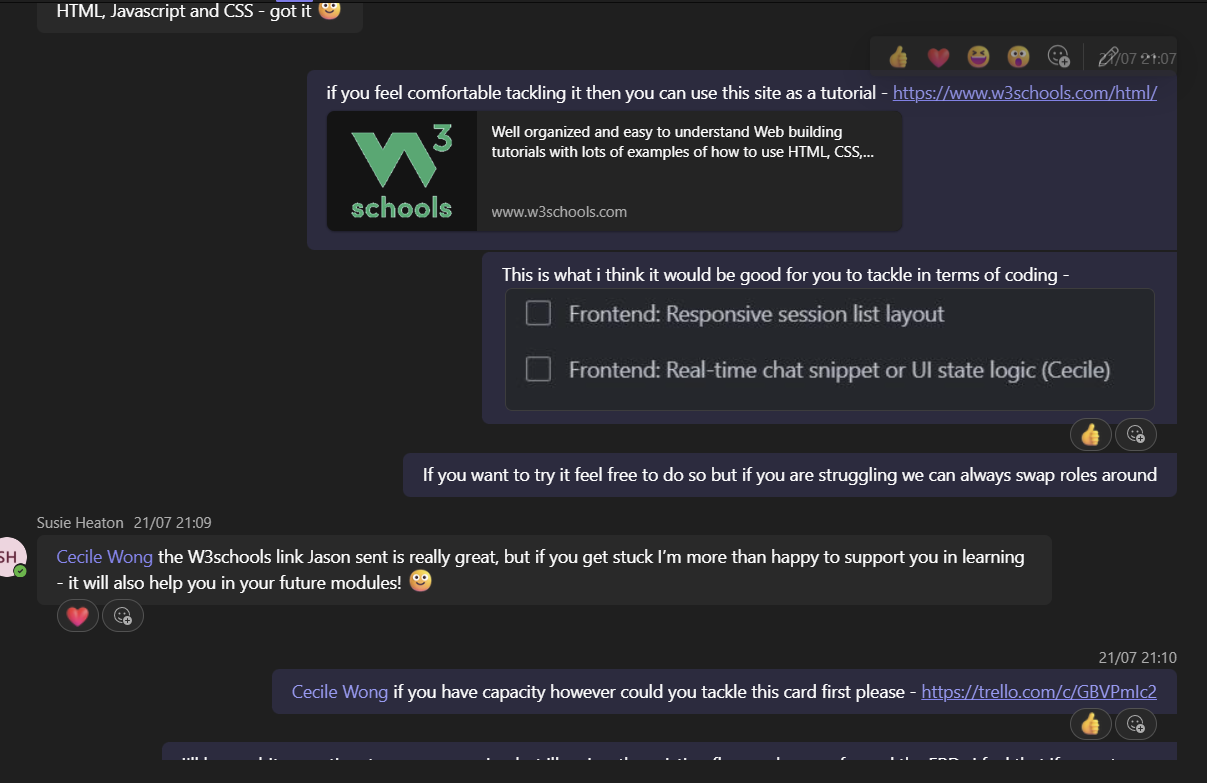 HTML, Javascript and CSS - got it
21/07 21:07
if you feel comfortable tackling it then you can use this site as a tutorial - https://www.w3schools.com/html/
W3
schools
Well organized and easy to understand Web building
tutorials with lots of examples of how to use HTML, CSS,...
www.w3schools.com
This is what i think it would be good for you to tackle in terms of coding -
Frontend: Responsive session list layout
Frontend: Real-time chat snippet or UI state logic (Cecile)
If you want to try it feel free to do so but if you are struggling we can always swap roles around
Susie Heaton 21/07 21:09
SH
Cecile Wong the W3schools link Jason sent is really great, but if you get stuck I’m more than happy to support you in learning
- it will also help you in your future modules!
21/07 21:10
Cecile Wong if you have capacity however could you tackle this card first please - https://trello.com/c/GBVPmIc2